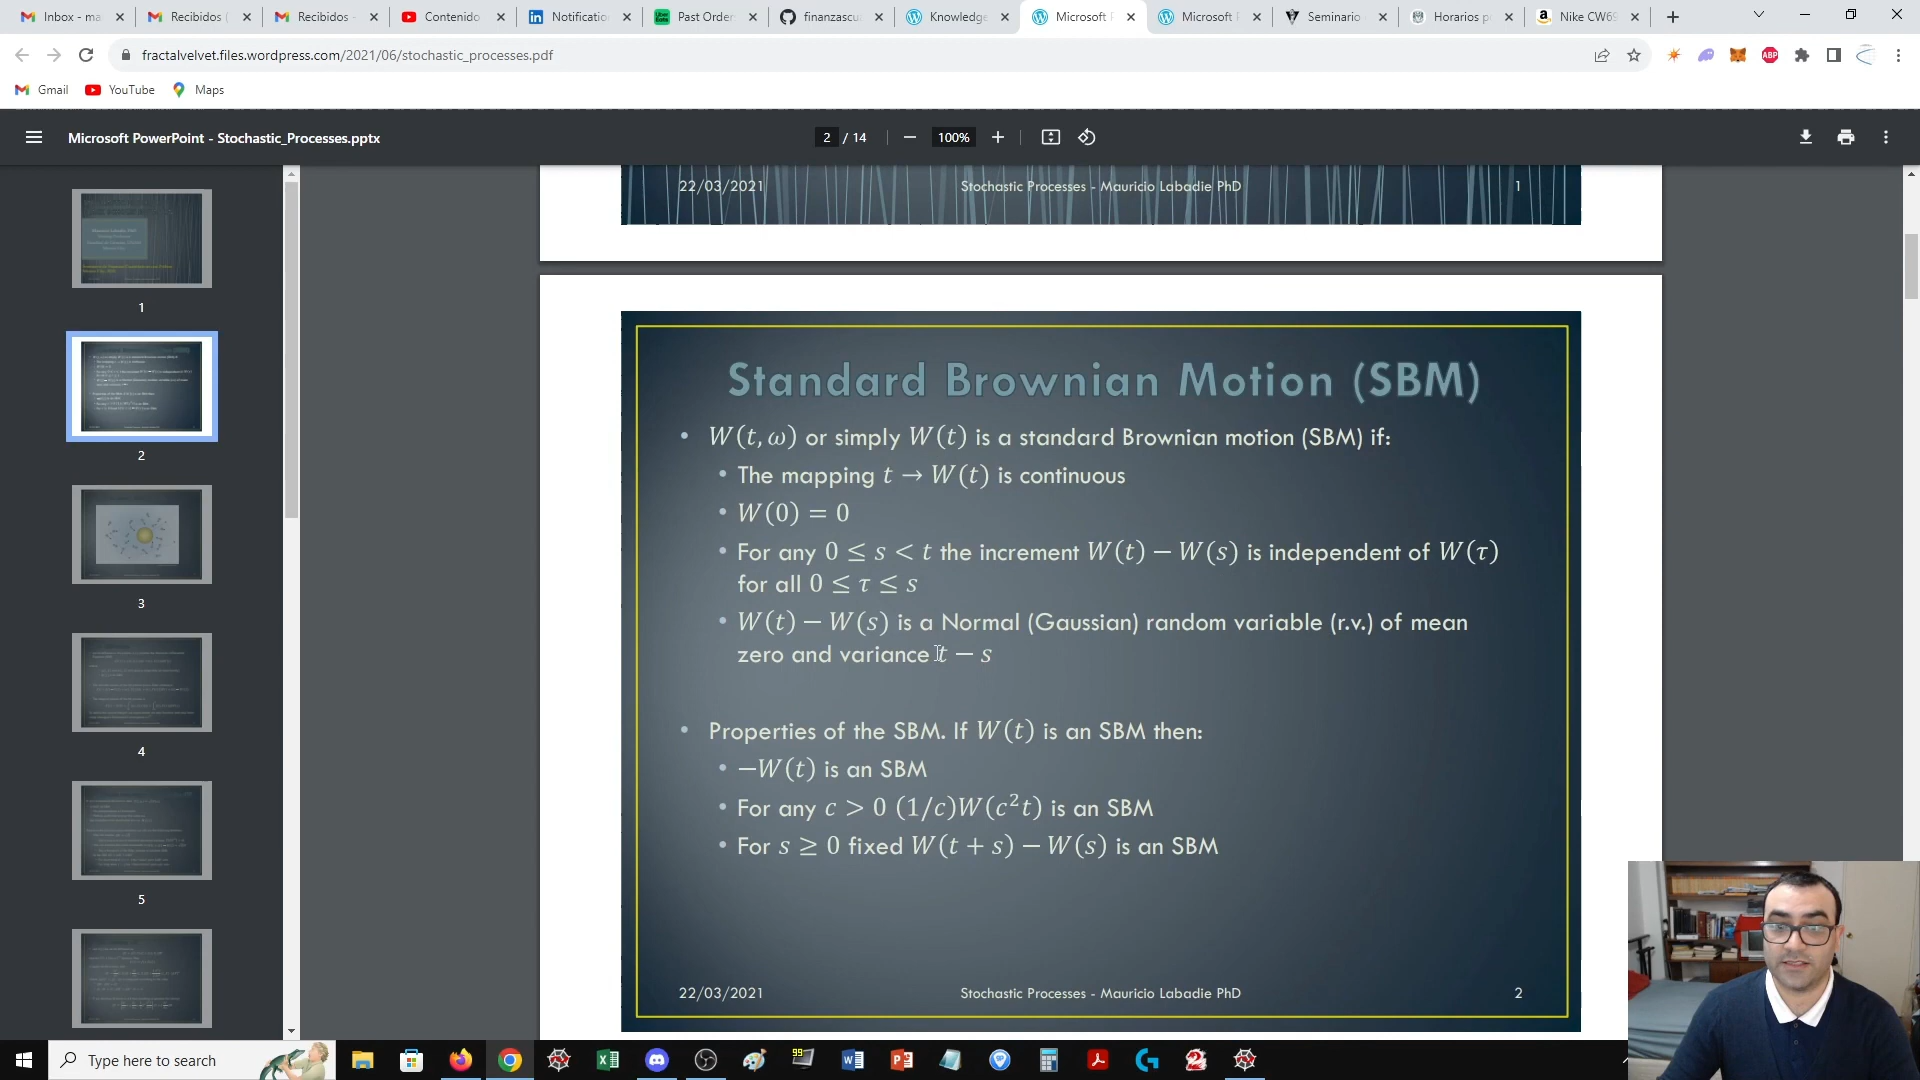 Inbox - ma
Recibidos (
Recibidos -
Contenido
Notificatio
Past Order
finanzascu
Knowledge
Microsoft P
Microsoft P
Seminario
Horarios p
Nike CW6S
fractalvelvet.files.wordpress.com/2021/06/stochastic_processes.pdf
Gmail
YouTube
Maps
Microsoft PowerPoint - Stochastic_Processes.pptx
2 / 14
100%
22/03/2021
Stochastic Processes - Mauricio Labadie PhD
1
1
2
3
4
5
Standard Brownian Motion (SBM)
• W(t, ω) or simply W(t) is a standard Brownian motion (SBM) if:
• The mapping t → W(t) is continuous
• W(0) = 0
• For any 0 ≤ s < t the increment W(t) − W(s) is independent of W(τ)
for all 0 ≤ τ ≤ s
• W(t) − W(s) is a Normal (Gaussian) random variable (r.v.) of mean
zero and variance t − s
• Properties of the SBM. If W(t) is an SBM then:
• −W(t) is an SBM
• For any c > 0 (1/c)W(c²t) is an SBM
• For s ≥ 0 fixed W(t + s) − W(s) is an SBM
22/03/2021
Stochastic Processes - Mauricio Labadie PhD
2
Type here to search
99